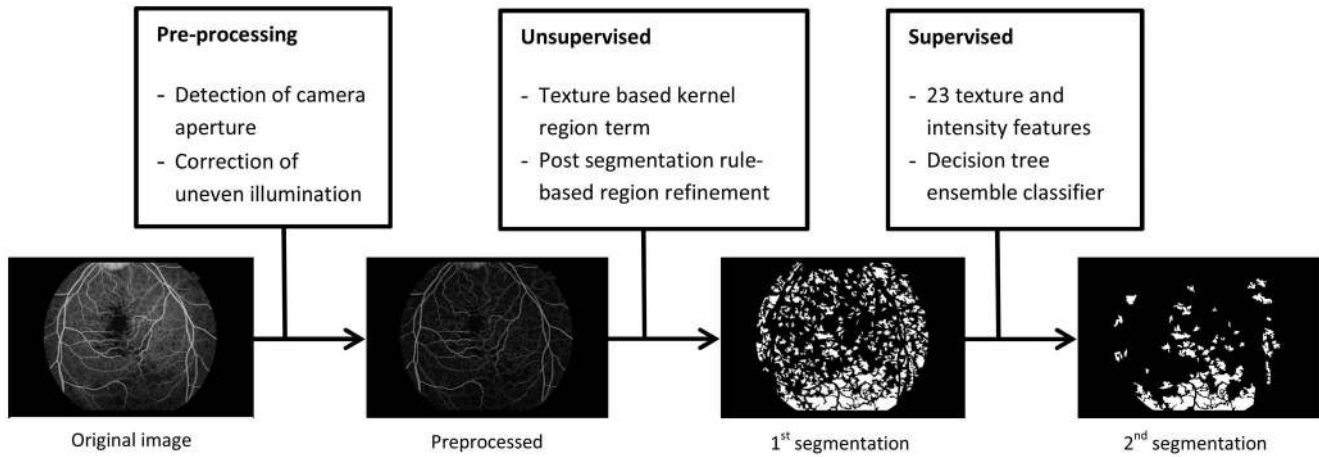 Pre-processing
- Detection of camera
aperture
- Correction of
uneven illumination
Unsupervised
- Texture based kernel
region term
- Post segmentation rule-
based region refinement
Supervised
- 23 texture and
intensity features
- Decision tree
ensemble classifier
Original image
Preprocessed
1st segmentation
2nd segmentation